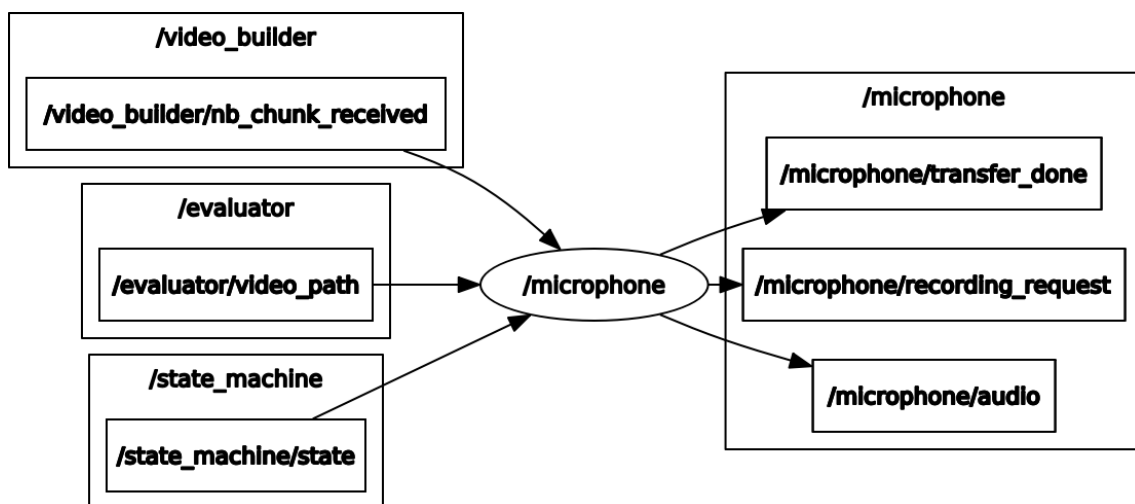 /video_builder
/video_builder/nb_chunk_received
/evaluator
/evaluator/video_path
/state_machine
/state_machine/state
/microphone
/microphone
/microphone/transfer_done
/microphone/recording_request
/microphone/audio